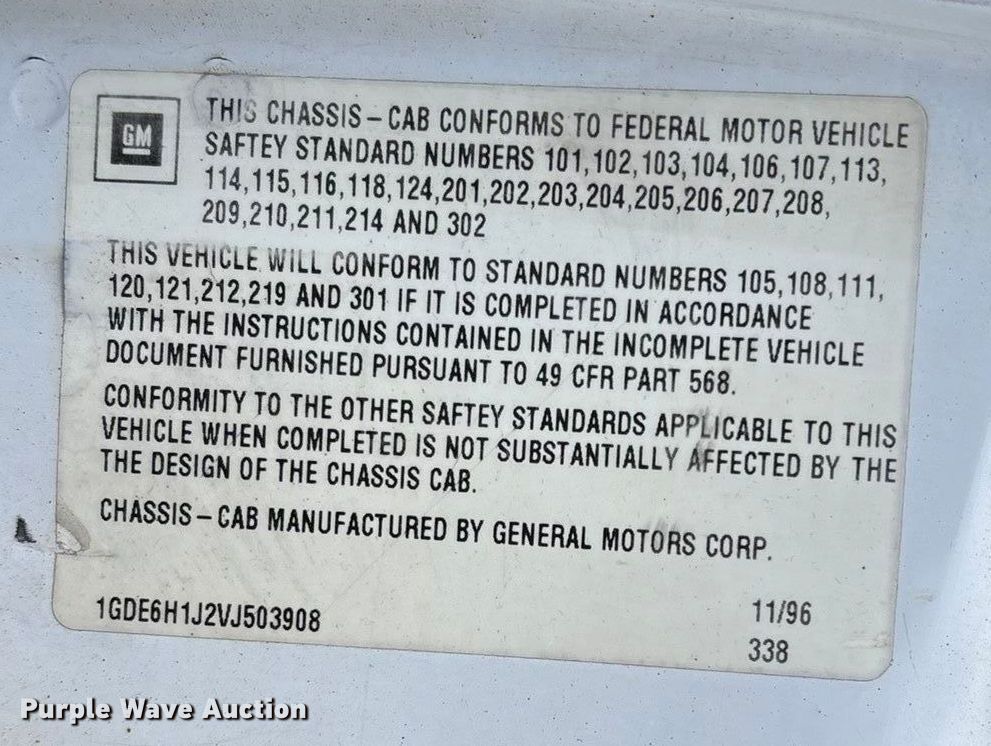 GM
THIS CHASSIS-CAB CONFORMS TO FEDERAL MOTOR VEHICLE
SAFTEY STANDARD NUMBERS 101,102,103,104,106,107,113,
114,115,116,118,124,201,202,203,204,205,206,207,208,
209,210,211,214 AND 302
THIS VEHICLE WILL CONFORM TO STANDARD NUMBERS 105,108,111,
120,121,212,219 AND 301 IF IT IS COMPLETED IN ACCORDANCE
WITH THE INSTRUCTIONS CONTAINED IN THE INCOMPLETE VEHICLE
DOCUMENT FURNISHED PURSUANT TO 49 CFR PART 568.
CONFORMITY TO THE OTHER SAFTEY STANDARDS APPLICABLE TO THIS
VEHICLE WHEN COMPLETED IS NOT SUBSTANTIALLY AFFECTED BY THE
THE DESIGN OF THE CHASSIS CAB.
CHASSIS-CAB MANUFACTURED BY GENERAL MOTORS CORP.
1GDE6H1J2VJ503908
11/96
338
Purple Wave Auction